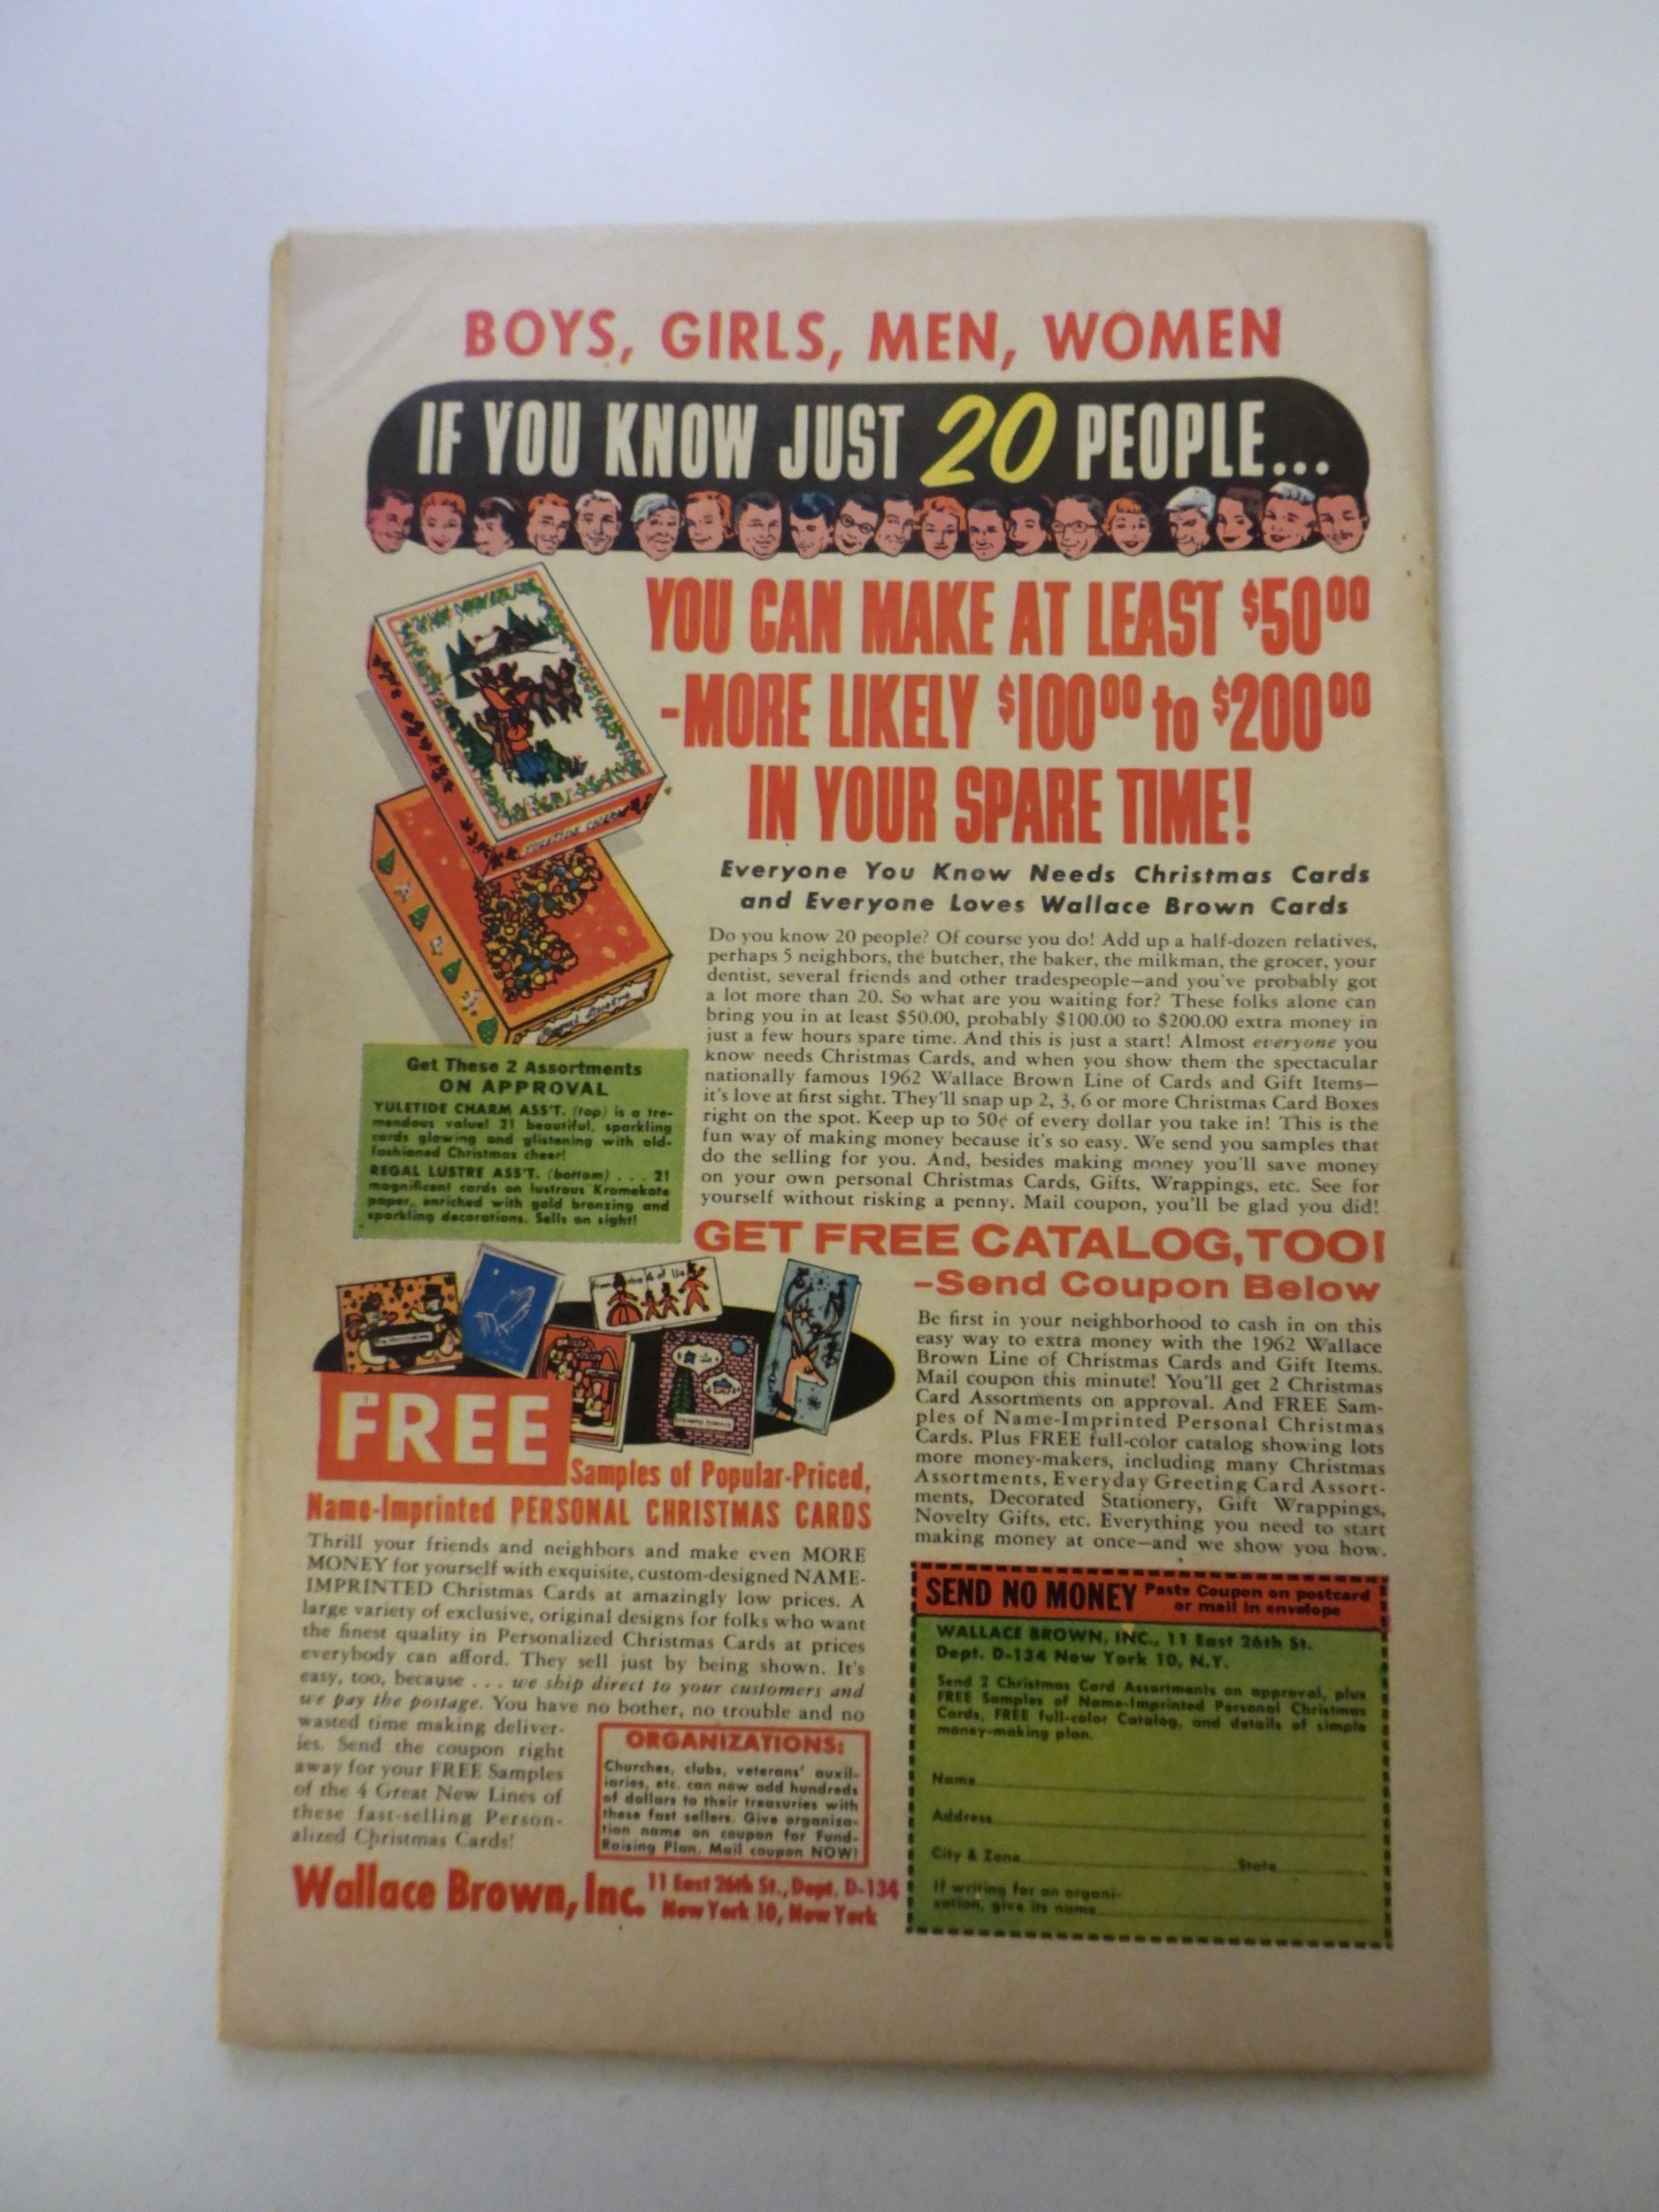 BOYS, GIRLS, MEN, WOMEN
IF YOU KNOW JUST 20 PEOPLE...
YOU CAN MAKE AT LEAST $5000
-MORE LIKELY $10000 to $20000
IN YOUR SPARE TIME!
Everyone You Know Needs Christmas Cards
and Everyone Loves Wallace Brown Cards
Do you know 20 people? Of course you do! Add up a half-dozen relatives,
perhaps 5 neighbors, the butcher, the baker, the milkman, the grocer, your
dentist, several friends and other tradespeople—and you've probably got
a lot more than 20. So what are you waiting for? These folks alone can
bring you in at least $50.00, probably $100.00 to $200.00 extra money in
just a few hours spare time. And this is just a start! Almost everyone you
know needs Christmas Cards, and when you show them the spectacular
nationally famous 1962 Wallace Brown Line of Cards and Gift Items—
it's love at first sight. They'll snap up 2, 3, 6 or more Christmas Card Boxes
right on the spot. Keep up to 50¢ of every dollar you take in! This is the
fun way of making money because it's so easy. We send you samples that
do the selling for you. And, besides making money you'll save money
on your own personal Christmas Cards, Gifts, Wrappings, etc. See for
yourself without risking a penny. Mail coupon, you'll be glad you did!
YULETIDE CHARM
Regal Lustre
Get These 2 Assortments
ON APPROVAL
YULETIDE CHARM ASS'T. (top) is a tre-
mendous value! 21 beautiful, sparkling
cards glowing and glistening with old-
fashioned Christmas cheer!
REGAL LUSTRE ASS'T. (bottom) . . . 21
magnificent cards on lustrous Kromekote
paper, enriched with gold bronzing and
sparkling decorations. Sells on sight!
GET FREE CATALOG, TOO!
-Send Coupon Below
Be first in your neighborhood to cash in on this
easy way to extra money with the 1962 Wallace
Brown Line of Christmas Cards and Gift Items.
Mail coupon this minute! You'll get 2 Christmas
Card Assortments on approval. And FREE Sam-
ples of Name-Imprinted Personal Christmas
Cards. Plus FREE full-color catalog showing lots
more money-makers, including many Christmas
Assortments, Everyday Greeting Card Assort-
ments, Decorated Stationery, Gift Wrappings,
Novelty Gifts, etc. Everything you need to start
making money at once—and we show you how.
FREE
Samples of Popular-Priced,
Name-Imprinted PERSONAL CHRISTMAS CARDS
Thrill your friends and neighbors and make even MORE
MONEY for yourself with exquisite, custom-designed NAME-
IMPRINTED Christmas Cards at amazingly low prices. A
large variety of exclusive, original designs for folks who want
the finest quality in Personalized Christmas Cards at prices
everybody can afford. They sell just by being shown. It's
easy, too, because . . . we ship direct to your customers and
we pay the postage. You have no bother, no trouble and no
wasted time making deliver-
ies. Send the coupon right
away for your FREE Samples
of the 4 Great New Lines of
these fast-selling Person-
alized Christmas Cards!
ORGANIZATIONS:
Churches, clubs, veterans' auxil-
iaries, etc. can now add hundreds
of dollars to their treasuries with
these fast sellers. Give organiza-
tion name on coupon for Fund-
Raising Plan. Mail coupon NOW!
Wallace Brown, Inc. 11 East 26th St., Dept. D-134
New York 10, New York
SEND NO MONEY Paste Coupon on postcard
or mail in envelope
WALLACE BROWN, INC., 11 East 26th St.
Dept. D-134 New York 10, N.Y.
Send 2 Christmas Card Assortments on approval, plus
FREE Samples of Name-Imprinted Personal Christmas
Cards, FREE full-color Catalog, and details of simple
money-making plan.
Name
Address
City & Zone State
If writing for an organi-
zation, give its name